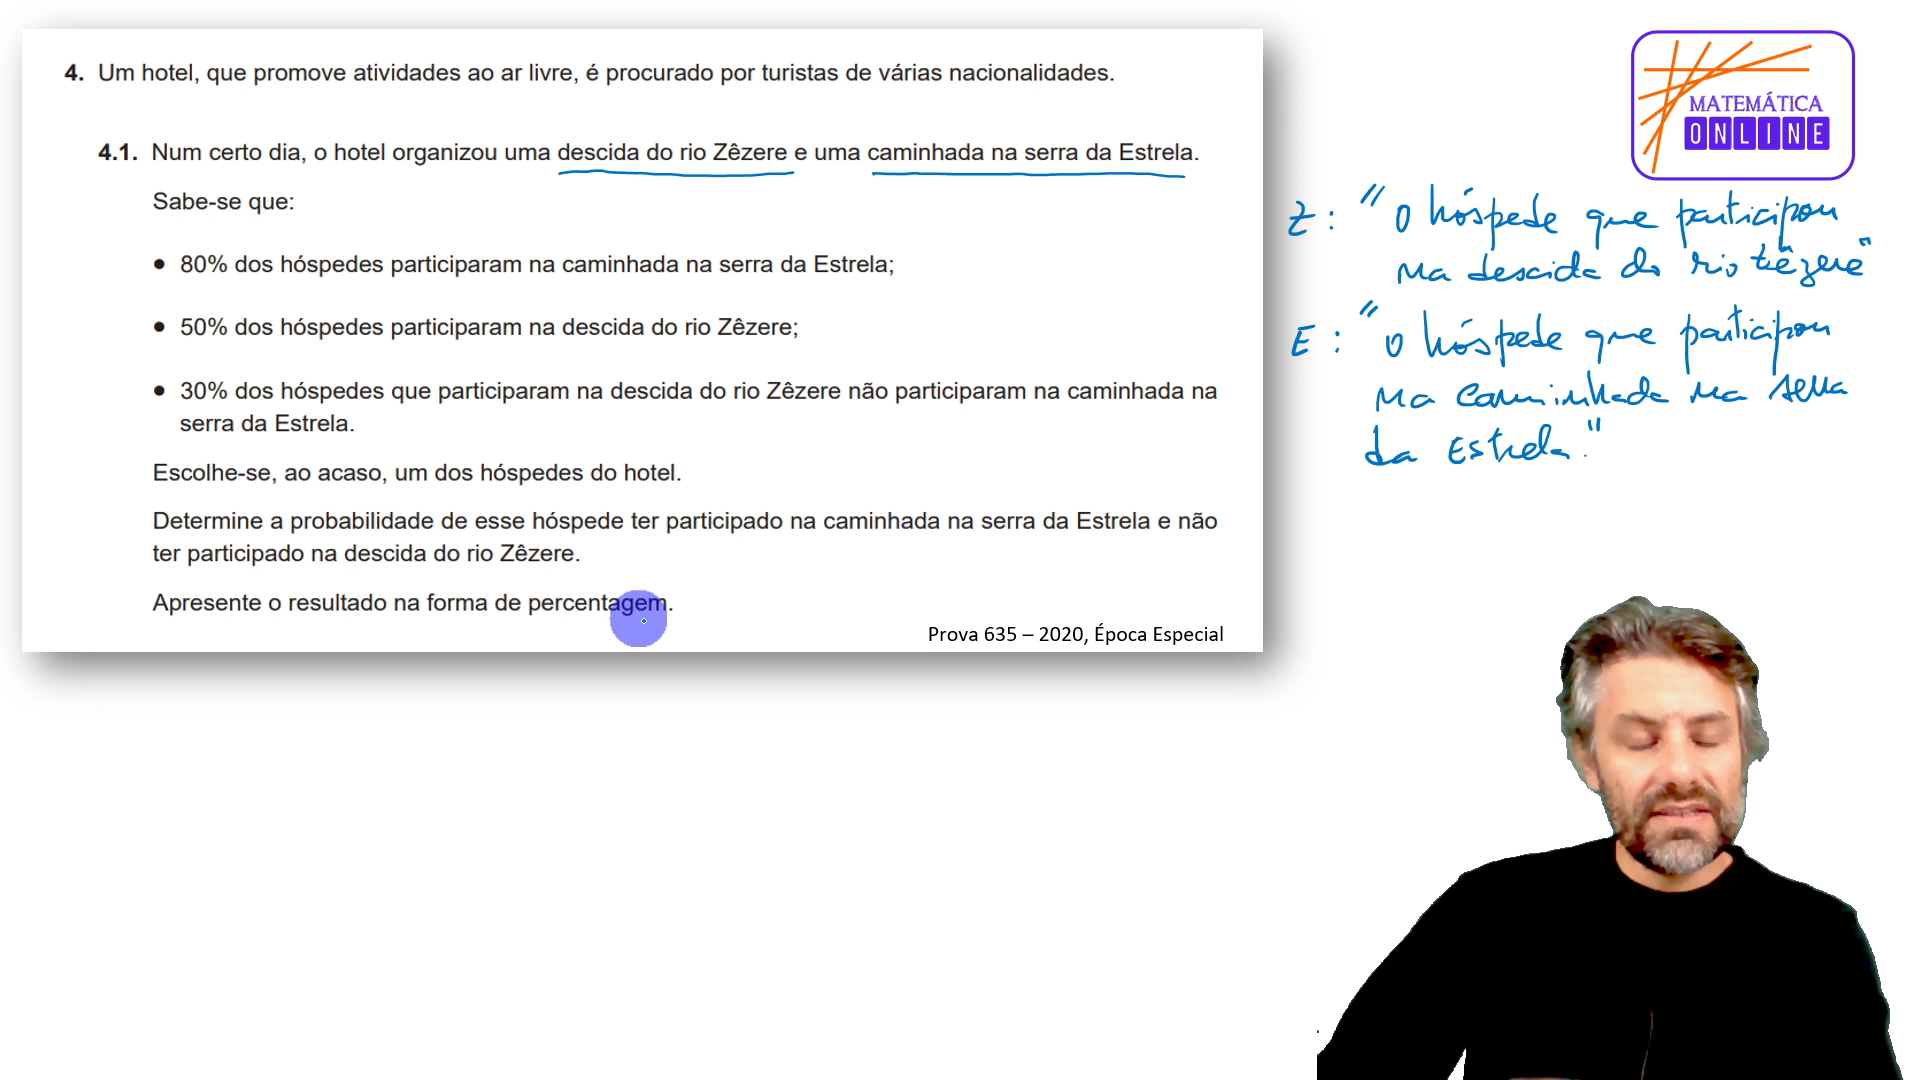 4. Um hotel, que promove atividades ao ar livre, é procurado por turistas de várias nacionalidades.
4.1. Num certo dia, o hotel organizou uma descida do rio Zêzere e uma caminhada na serra da Estrela.
Sabe-se que:
● 80% dos hóspedes participaram na caminhada na serra da Estrela;
● 50% dos hóspedes participaram na descida do rio Zêzere;
● 30% dos hóspedes que participaram na descida do rio Zêzere não participaram na caminhada na
serra da Estrela.
Escolhe-se, ao acaso, um dos hóspedes do hotel.
Determine a probabilidade de esse hóspede ter participado na caminhada na serra da Estrela e não
ter participado na descida do rio Zêzere.
Apresente o resultado na forma de percentagem.
Prova 635 – 2020, Época Especial
MATEMÁTICA
ONLINE
Z : "O hóspede que participou
na descida do rio Zêzere"
E : "O hóspede que participou
na caminhada na serra
da Estrela."